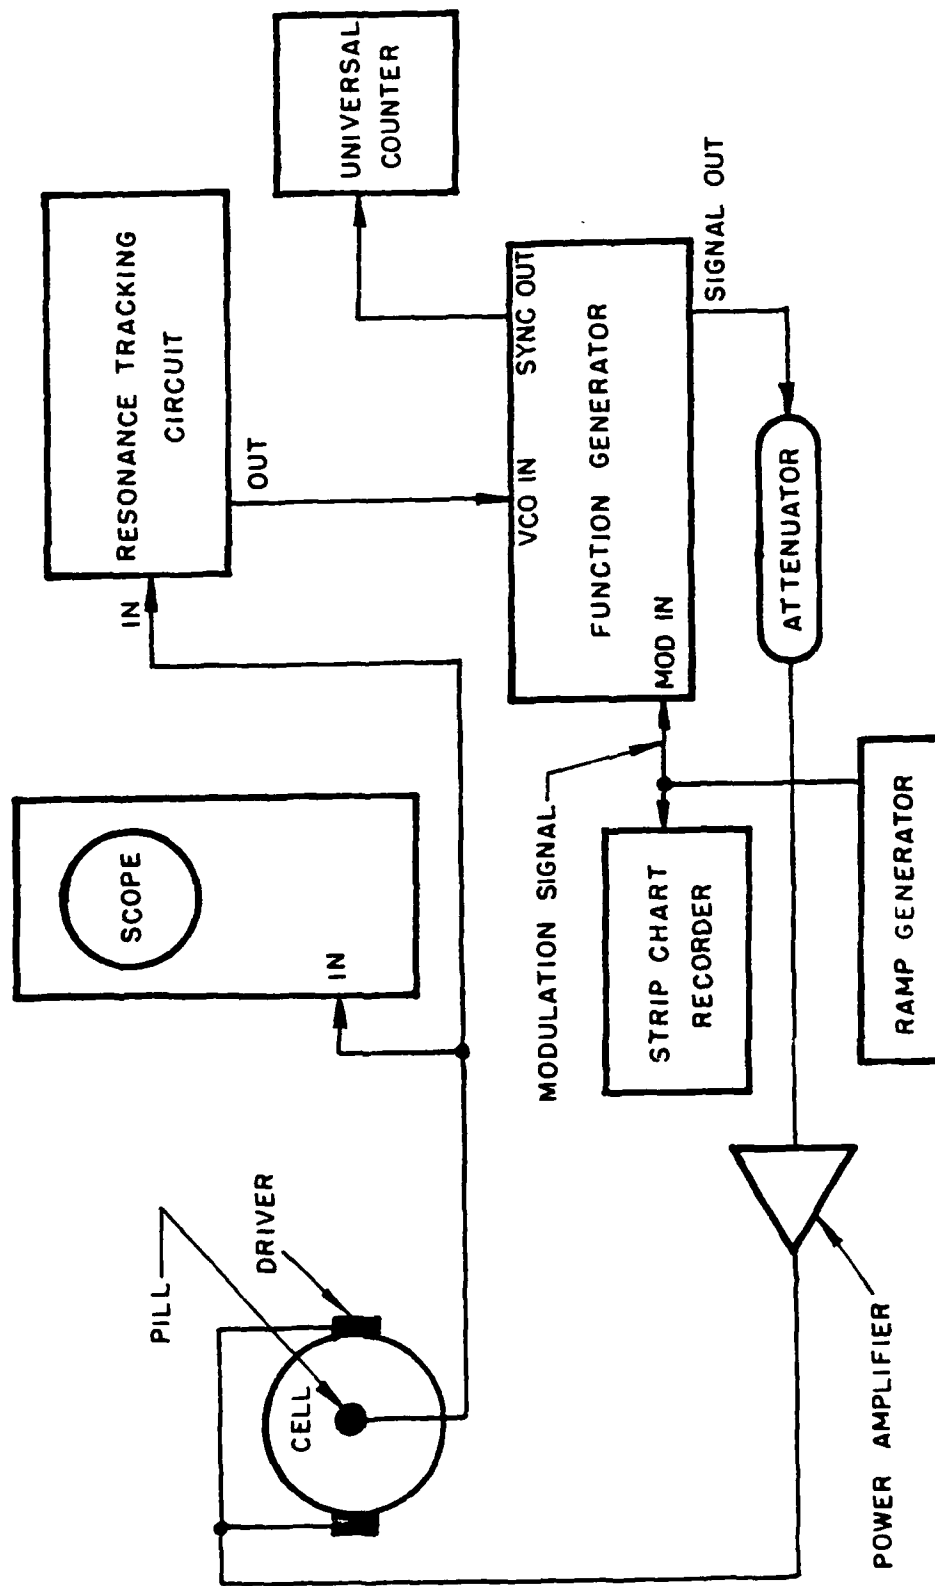 PILL
DRIVER
CELL
SCOPE
IN
IN
RESONANCE TRACKING
CIRCUIT
OUT
UNIVERSAL
COUNTER
VCO IN
SYNC OUT
FUNCTION GENERATOR
MOD IN
SIGNAL OUT
MODULATION SIGNAL
STRIP CHART
RECORDER
ATTENUATOR
RAMP GENERATOR
POWER AMPLIFIER